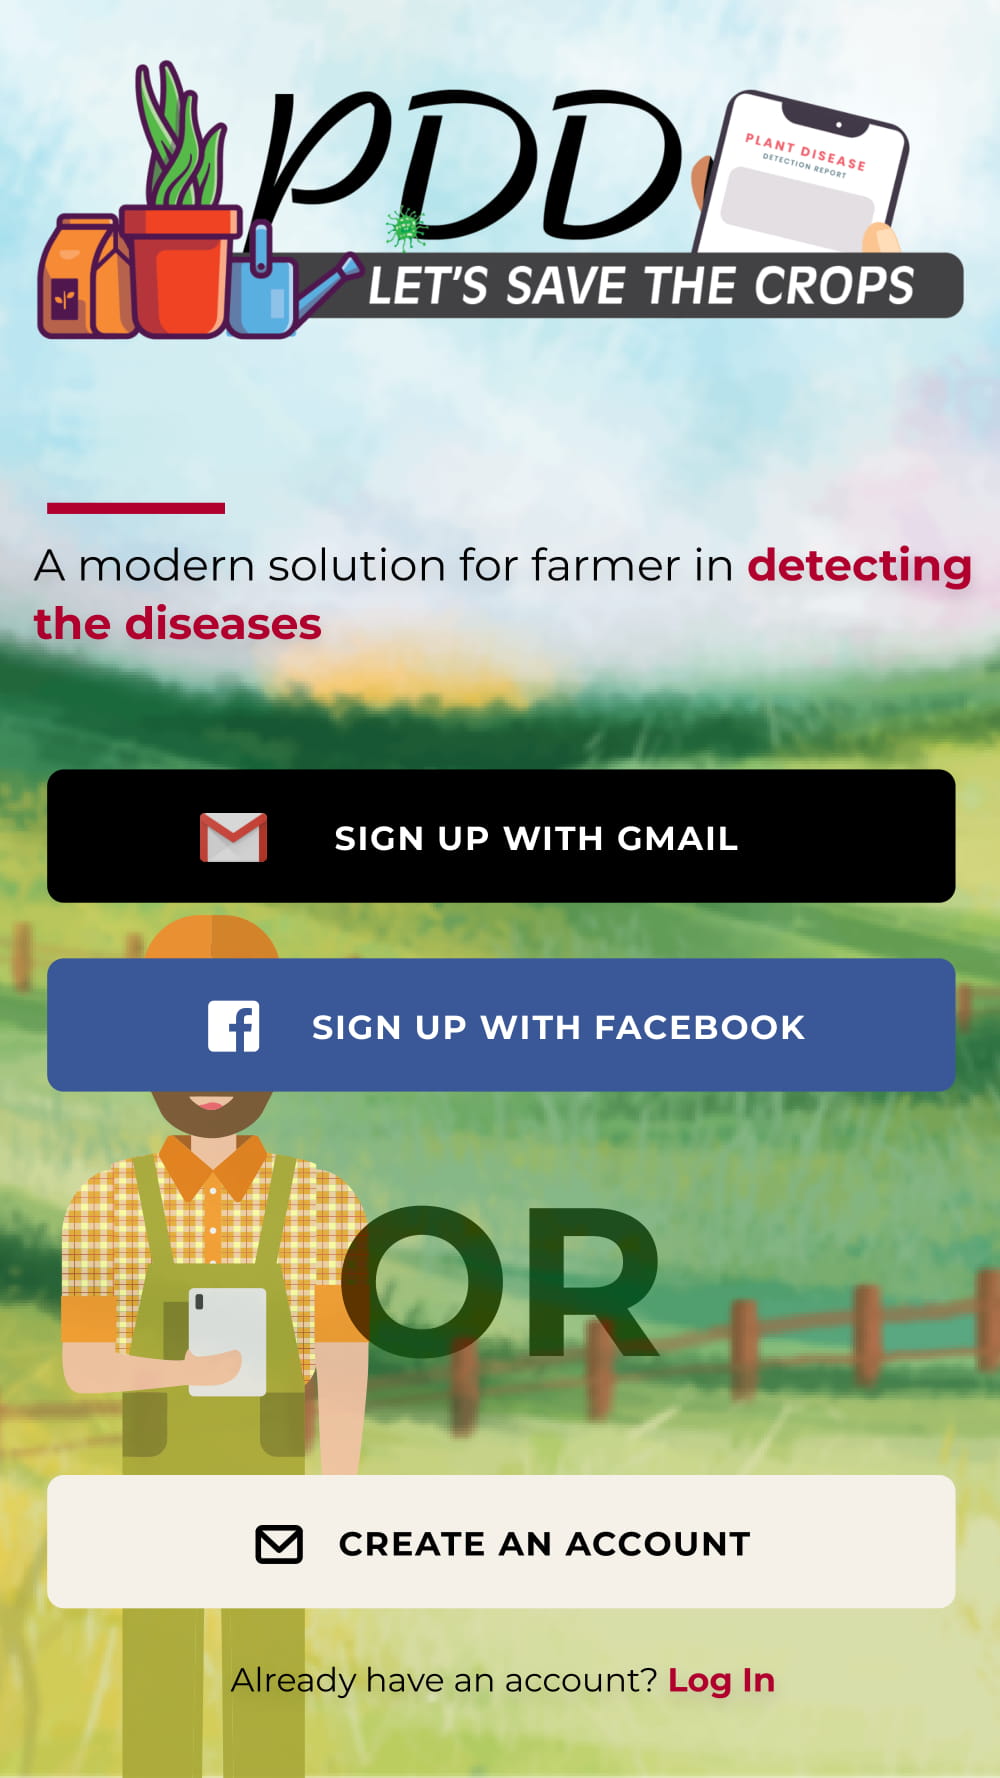 PDD
PLANT DISEASE
DETECTION REPORT
LET'S SAVE THE CROPS
A modern solution for farmer in detecting
the diseases
SIGN UP WITH GMAIL
SIGN UP WITH FACEBOOK
OR
CREATE AN ACCOUNT
Already have an account? Log In